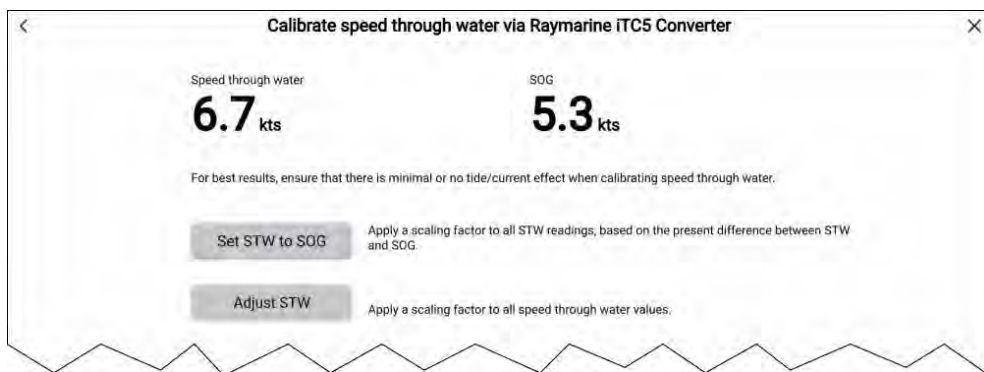 Calibrate speed through water via Raymarine iTC5 Converter
Speed through water
SOG
6.7 kts
5.3 kts
For best results, ensure that there is minimal or no tide/current effect when calibrating speed through water.
Set STW to SOG
Apply a scaling factor to all STW readings, based on the present difference between STW
and SOG.
Adjust STW
Apply a scaling factor to all speed through water values.